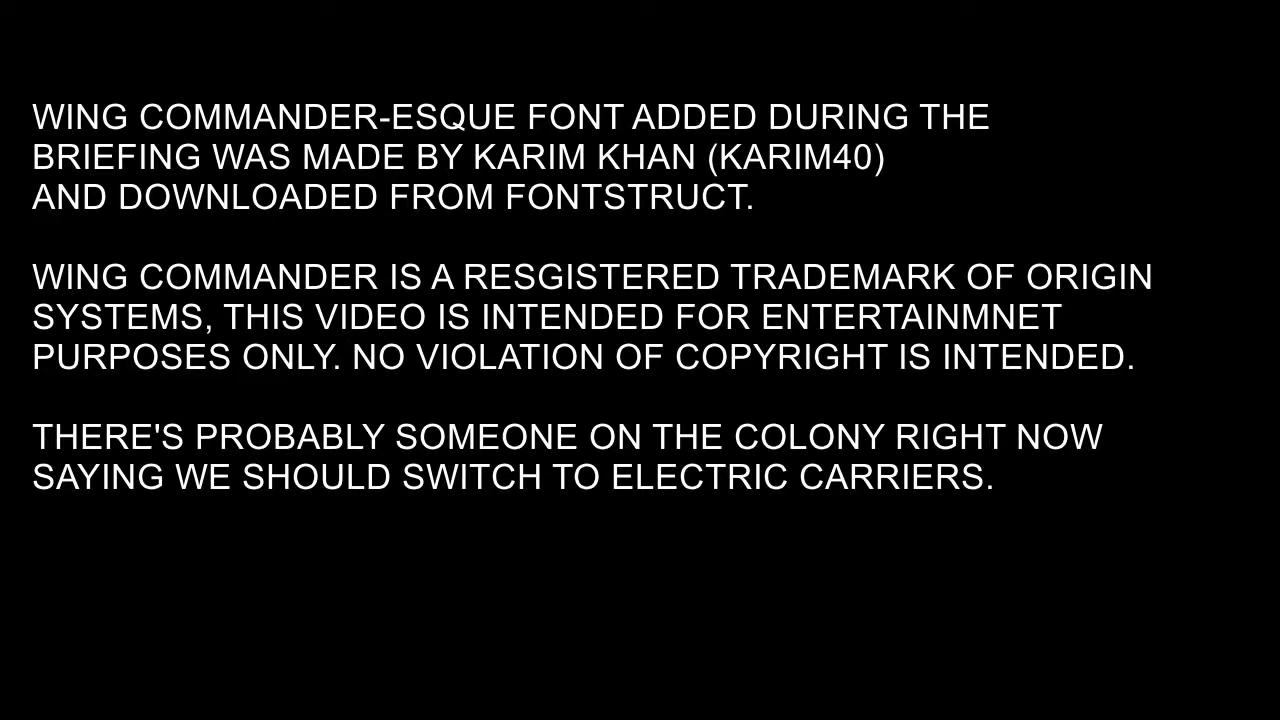 WING COMMANDER-ESQUE FONT ADDED DURING THE
BRIEFING WAS MADE BY KARIM KHAN (KARIM40)
AND DOWNLOADED FROM FONTSTRUCT.
WING COMMANDER IS A RESGISTERED TRADEMARK OF ORIGIN
SYSTEMS, THIS VIDEO IS INTENDED FOR ENTERTAINMNET
PURPOSES ONLY. NO VIOLATION OF COPYRIGHT IS INTENDED.
THERE'S PROBABLY SOMEONE ON THE COLONY RIGHT NOW
SAYING WE SHOULD SWITCH TO ELECTRIC CARRIERS.